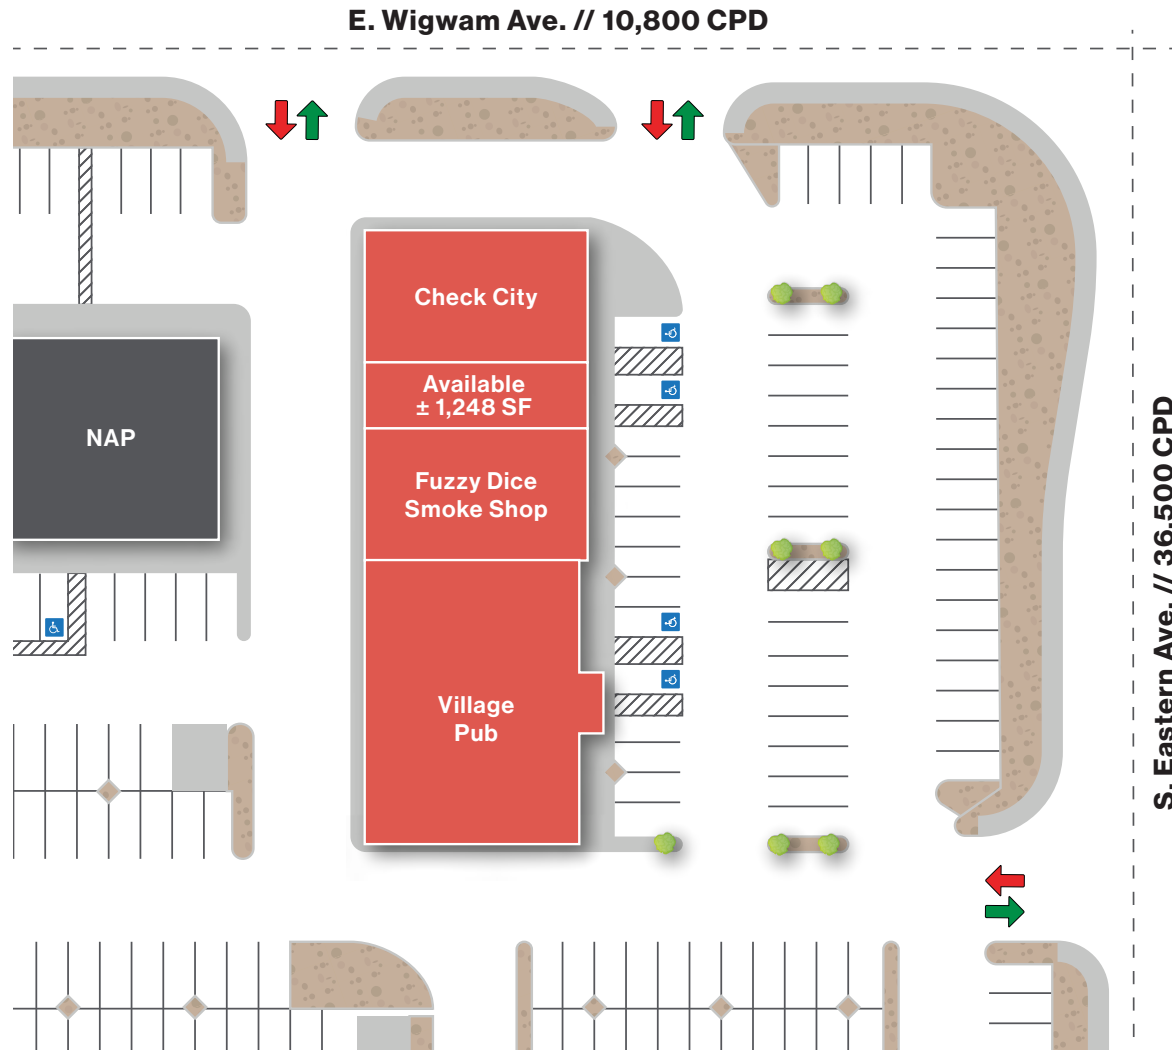 E. Wigwam Ave. // 10,800 CPD
Check City
Available
± 1,248 SF
NAP
Fuzzy Dice
Smoke Shop
Village
Pub
S. Eastern Ave. // 36,500 CPD